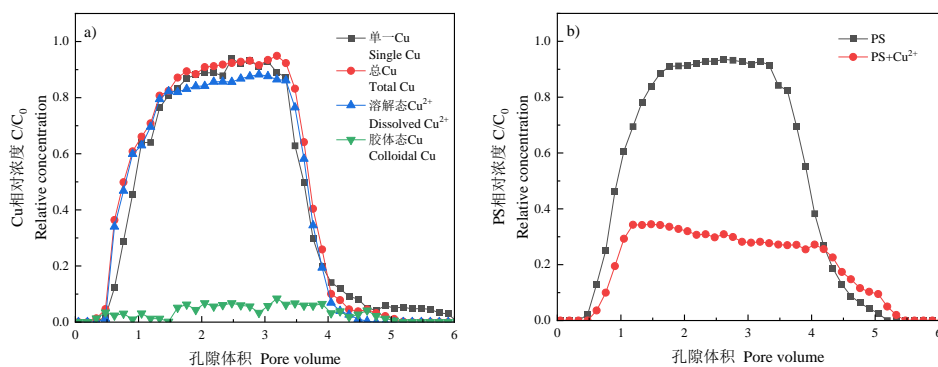 a)
单一Cu
Single Cu
总Cu
Total Cu
溶解态Cu²⁺
Dissolved Cu²⁺
胶体态Cu
Colloidal Cu
Cu相对浓度 C/C₀
Relative concentration
1.0
0.8
0.6
0.4
0.2
0.0
0 1 2 3 4 5 6
孔隙体积 Pore volume
b)
PS
PS+Cu²⁺
PS相对浓度 C/C₀
Relative concentration
1.0
0.8
0.6
0.4
0.2
0.0
0 1 2 3 4 5 6
孔隙体积 Pore volume